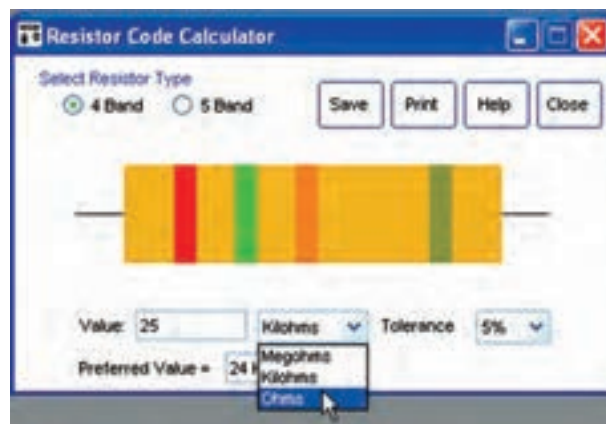 Resistor Code Calculator
Select Resistor Type
4 Band 5 Band Save Print Help Close
Value: 25 Kilohms Tolerance 5%
Megohms
Preferred Value = 24
Kilohms
Ohms